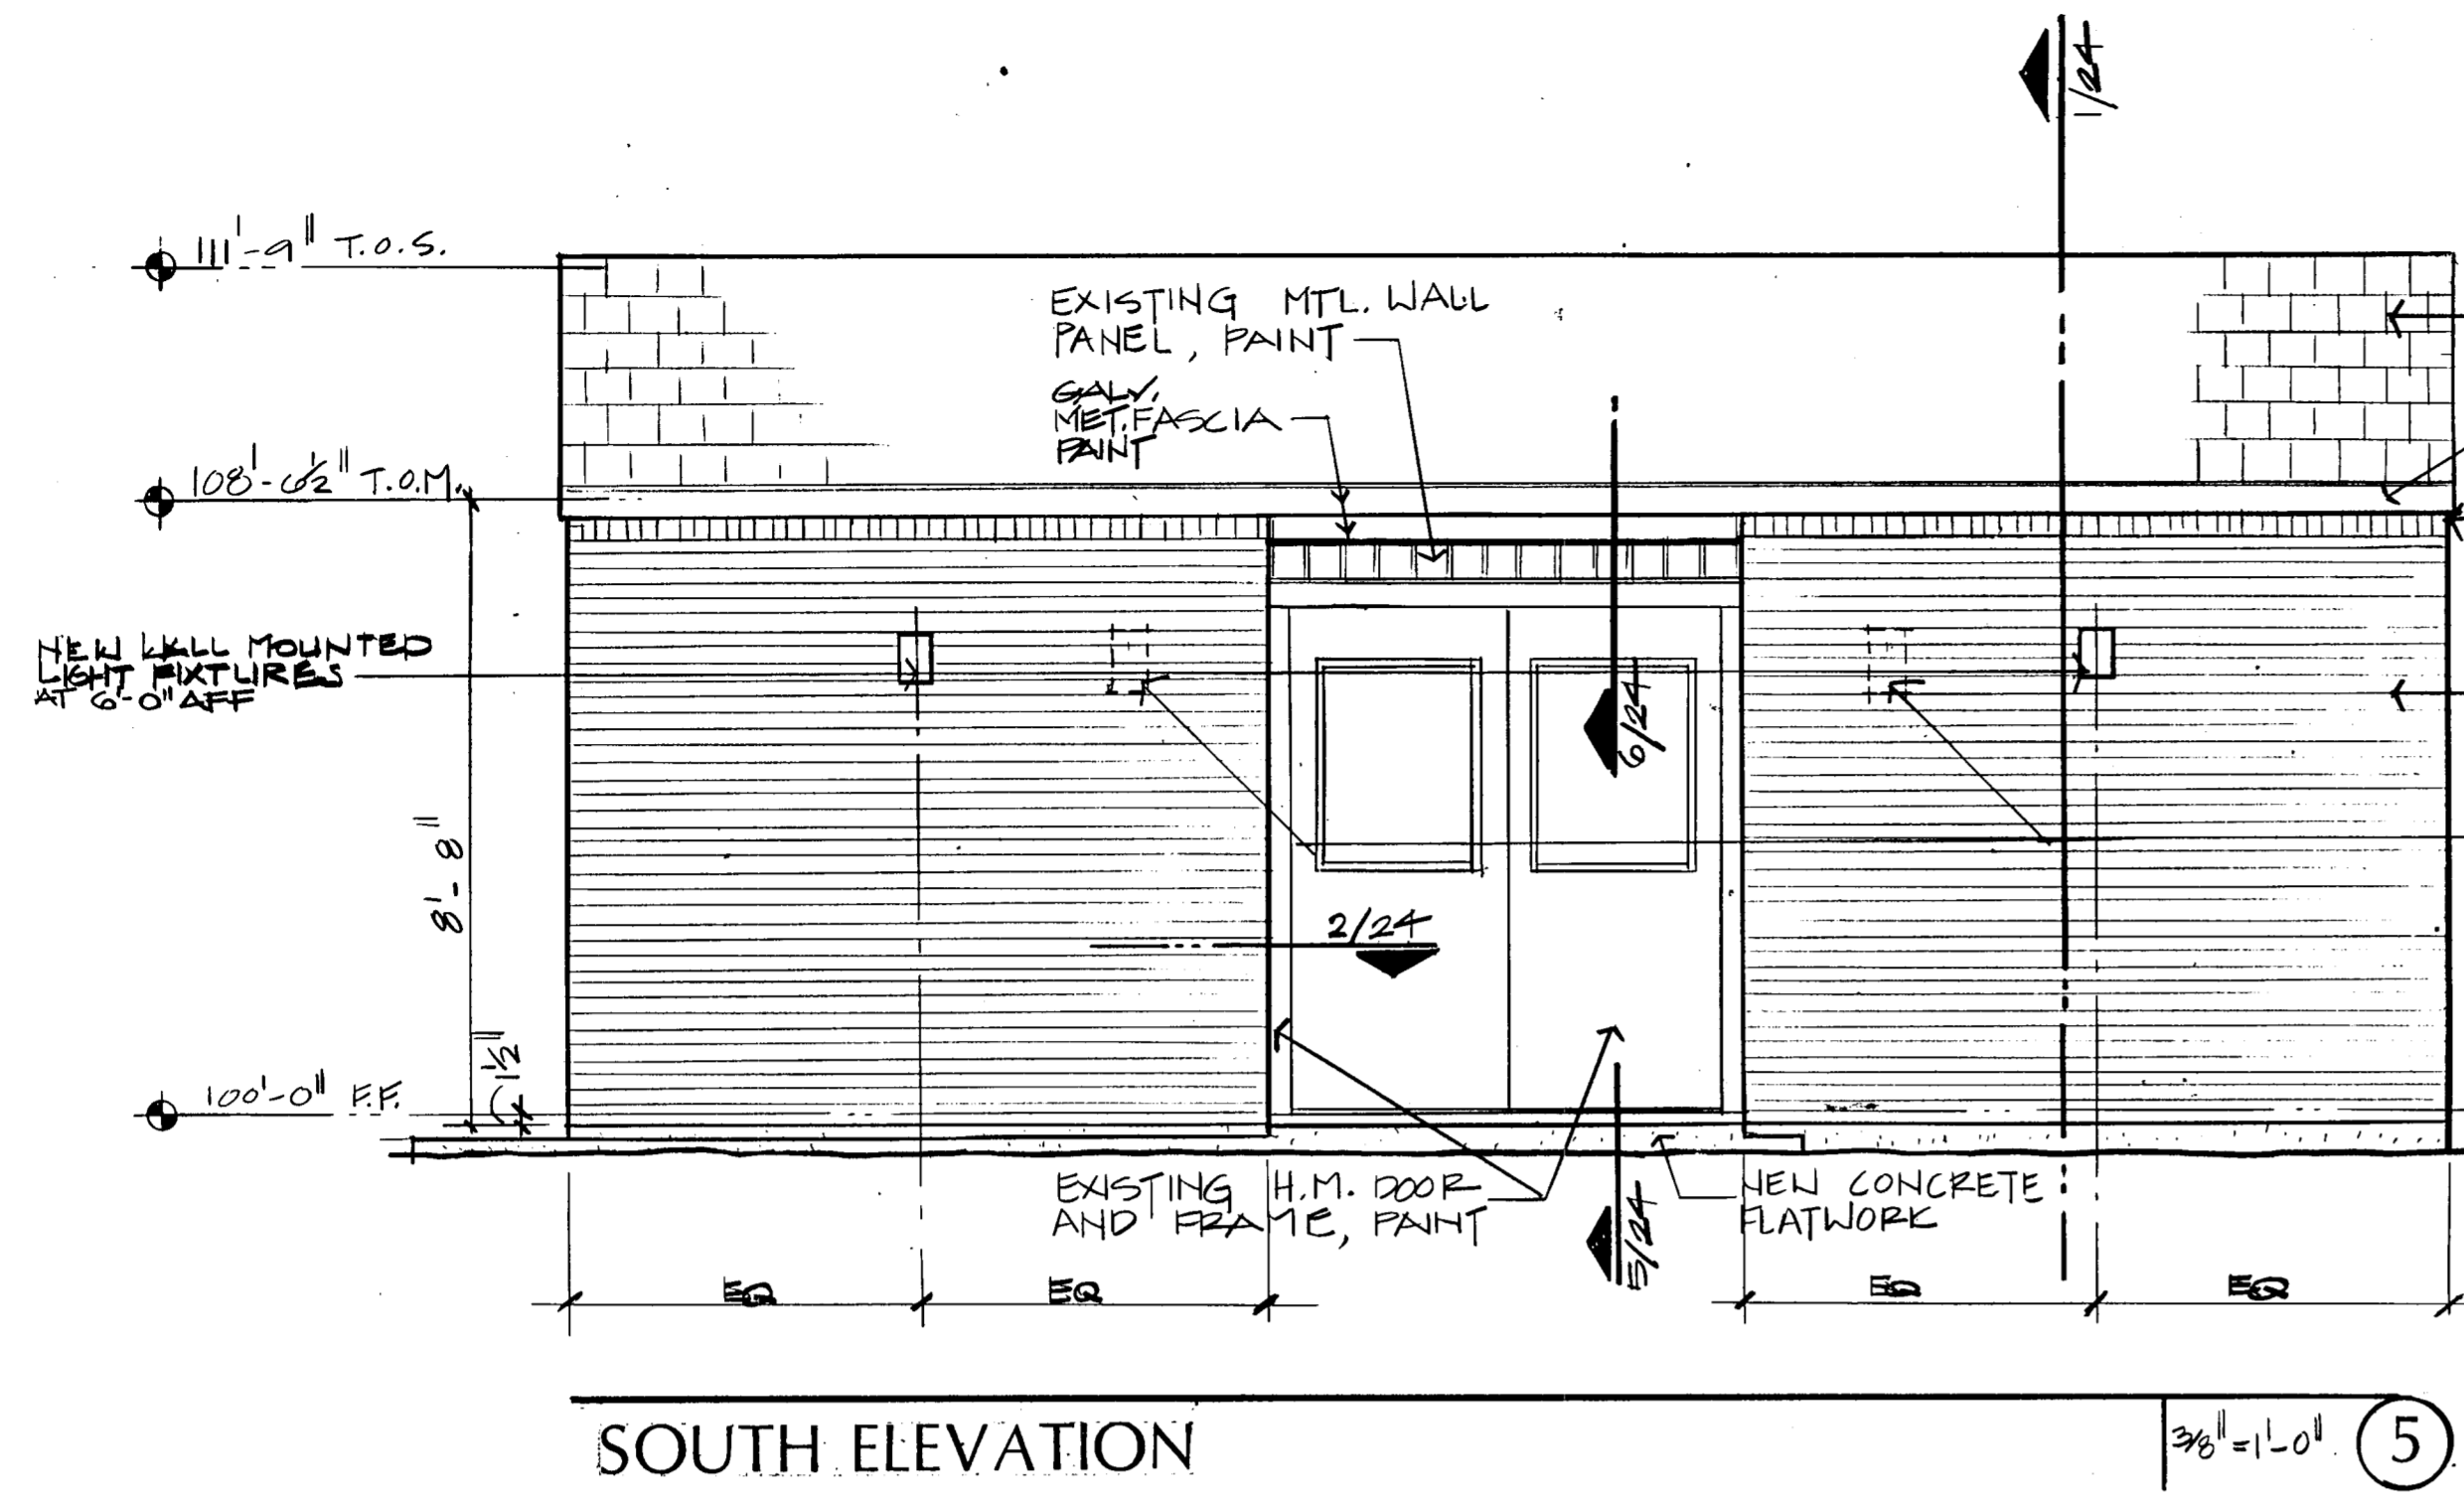 1/24
111'-9" T.O.S.
EXISTING MTL. WALL
PANEL, PAINT
GALV.
MET. FASCIA
PAINT
108'-6½" T.O.M.
NEW WALL MOUNTED
LIGHT FIXTURES
AT 6'-0" AFF
6/24
8'-8"
2/24
1½"
100'-0" F.F.
EXISTING H.M. DOOR
AND FRAME, PAINT
5/24
NEW CONCRETE
FLATWORK
EQ EQ EQ EQ
SOUTH ELEVATION
3/8"=1'-0"
5